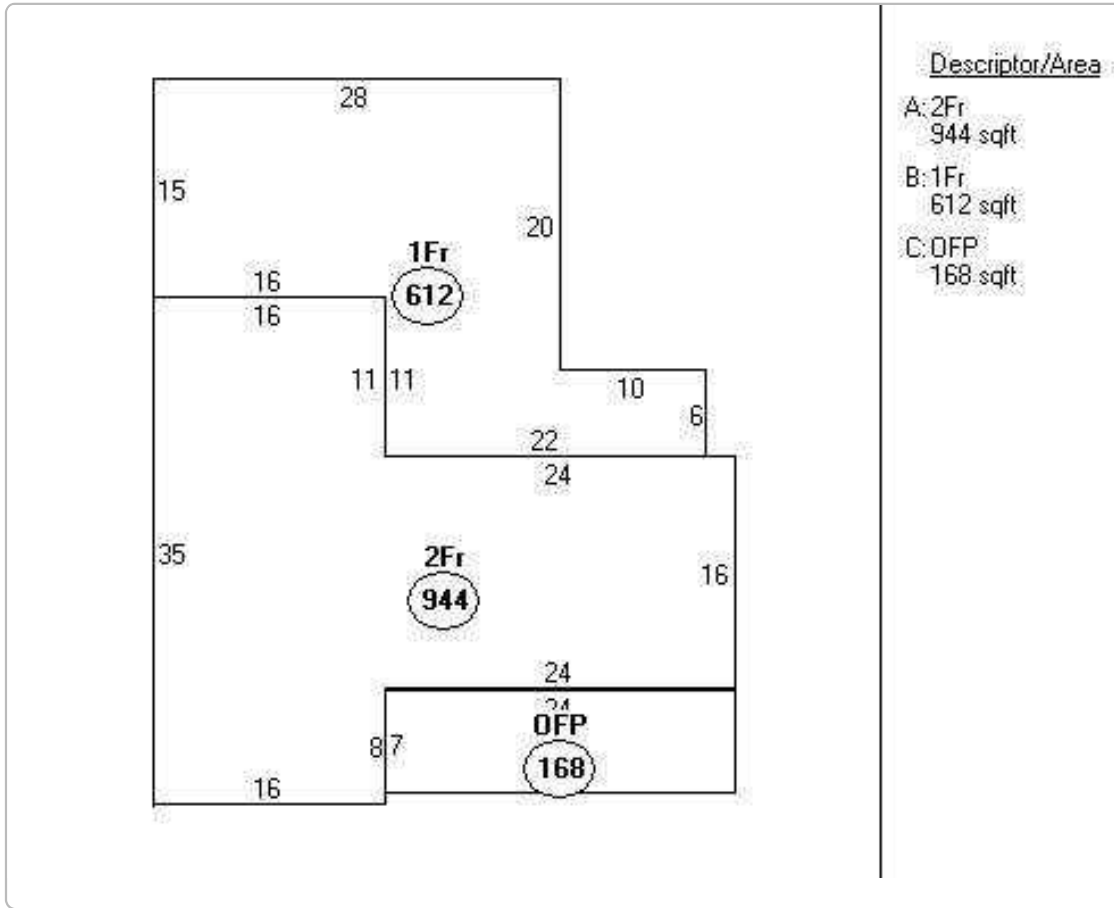 Descriptor/Area
A:2Fr
944 sqft
B:1Fr
612 sqft
C:OFP
168 sqft
28
15
20
1Fr
612
16
16
11 11
10
6
22
24
35
2Fr
944
16
24
24
OFP
168
8 7
16